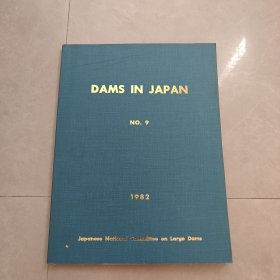 DAMS IN JAPAN
NO. 9
1982
Japanese National Committee on Large Dams